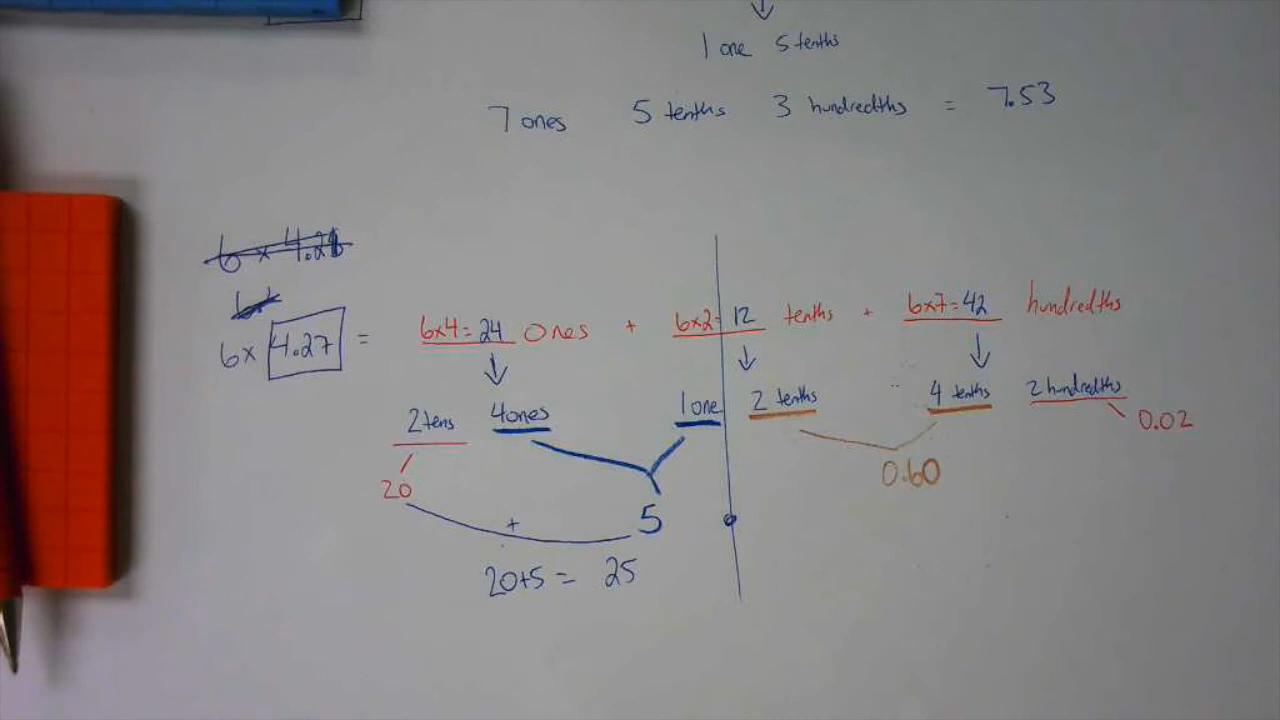 1 one 5 tenths
7 ones 5 tenths 3 hundredths = 7.53
6 x 4.27 = 6x4=24 Ones + 6x2=12 tenths + 6x7=42 hundredths
2 tens 4 ones 1 one 2 tenths 4 tenths 2 hundredths
0.02
0.60
20 + 5
20+5 = 25